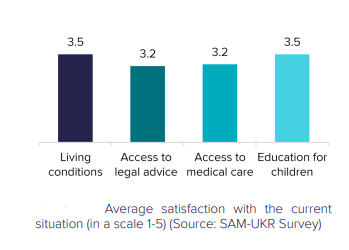 3.5
3.2
3.2
3.5
Living conditions
Access to legal advice
Access to medical care
Education for children
Average satisfaction with the current
situation (in a scale 1-5) (Source: SAM-UKR Survey)